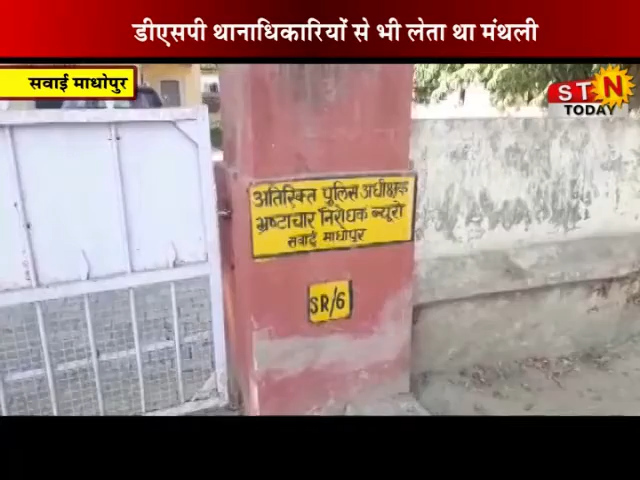 डीएसपी थानाधिकारियों से भी लेता था मंथली
सवाई माधोपुर
STN
TODAY
अतिरिक्त पुलिस अधीक्षक
भ्रष्टाचार निरोधक ब्यूरो
सवाई माधोपुर
SR/6